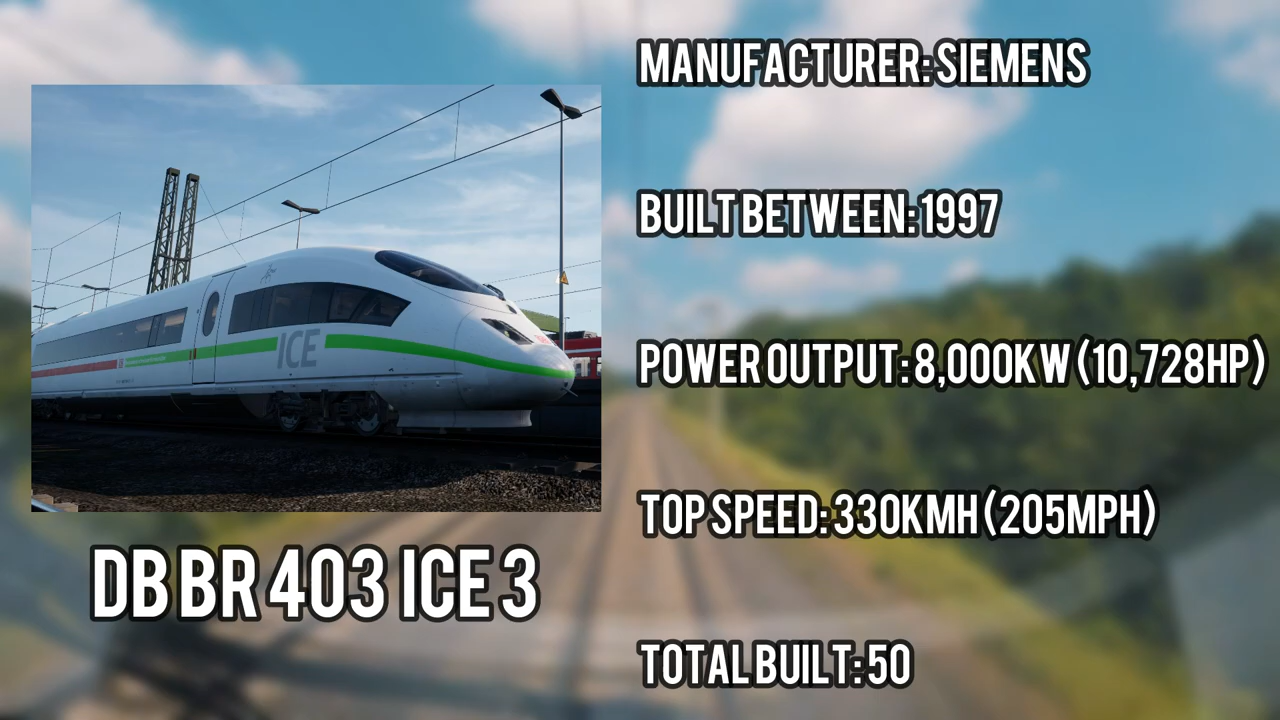 MANUFACTURER: SIEMENS
BUILT BETWEEN: 1997
POWER OUTPUT: 8,000KW (10,728HP)
TOP SPEED: 330KMH (205MPH)
TOTAL BUILT: 50
ICE
DB BR 403 ICE 3